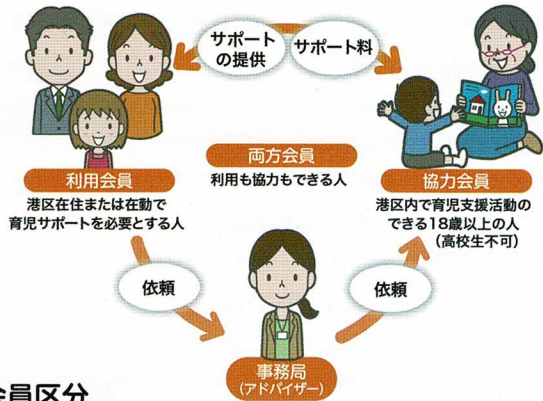 サポート
の提供
サポート料
利用会員
港区在住または在勤で
育児サポートを必要とする人
両方会員
利用も協力もできる人
協力会員
港区内で育児支援活動の
できる18歳以上の人
(高校生不可)
依頼
依頼
事務局
(アドバイザー)
会員区分